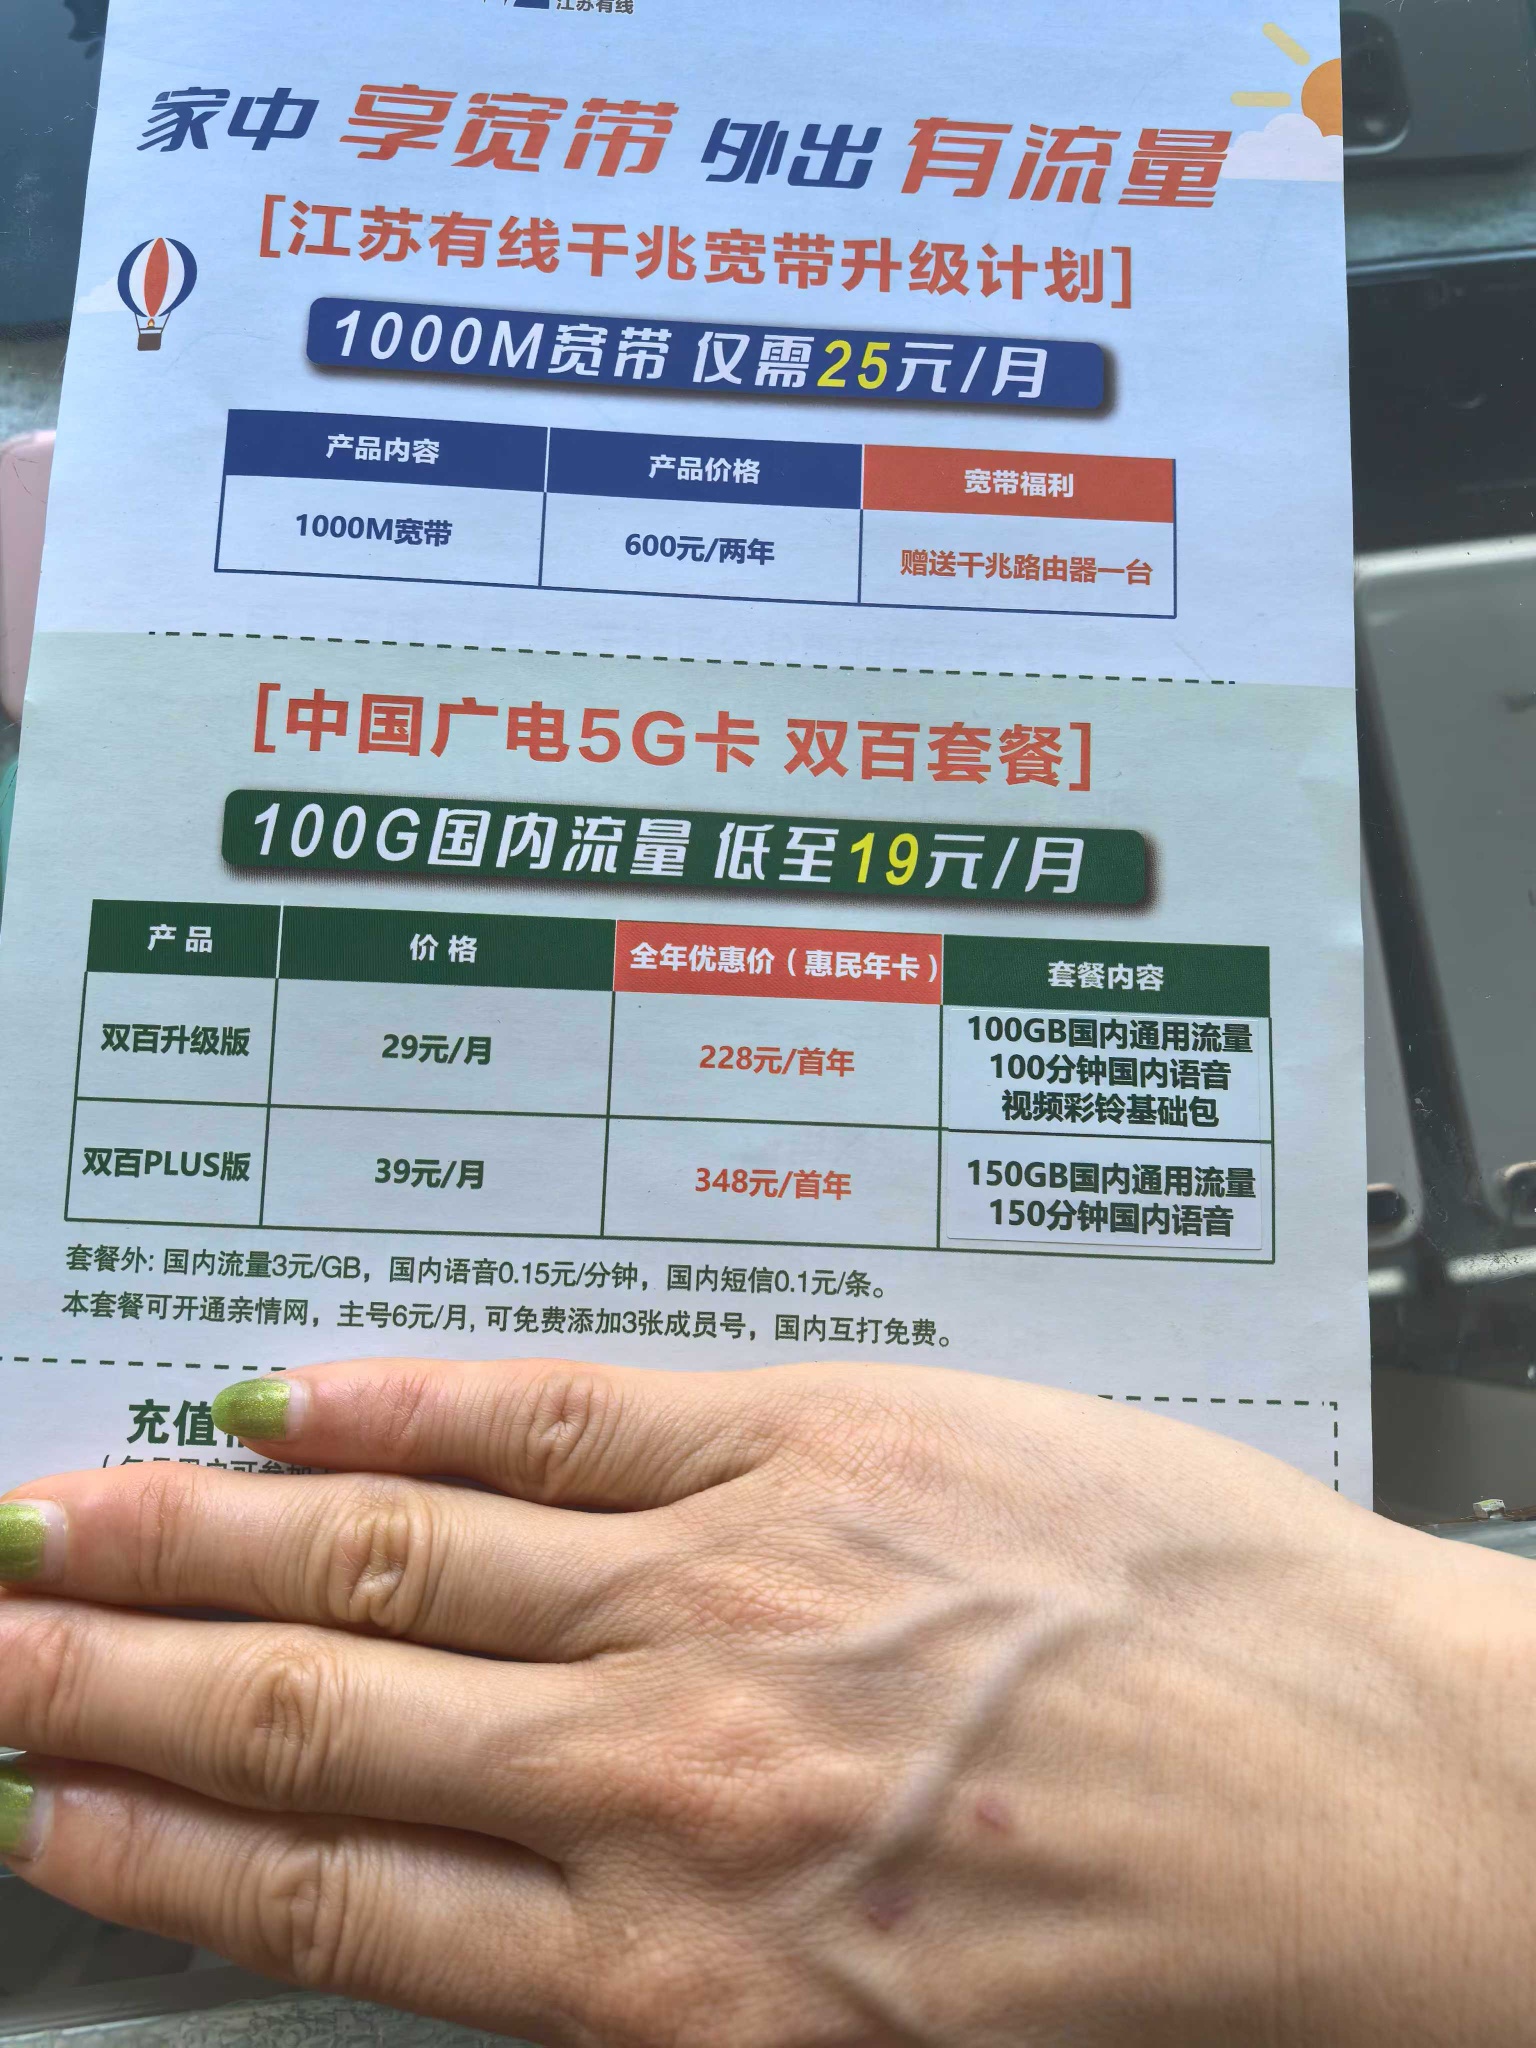 江苏有线
家中 享宽带 外出 有流量
[江苏有线千兆宽带升级计划]
1000M宽带 仅需25元/月
产品内容 产品价格 宽带福利
1000M宽带 600元/两年 赠送千兆路由器一台
[中国广电5G卡 双百套餐]
100G国内流量 低至19元/月
产品 价格 全年优惠价(惠民年卡) 套餐内容
双百升级版 29元/月 228元/首年 100GB国内通用流量
100分钟国内语音
视频彩铃基础包
双百PLUS版 39元/月 348元/首年 150GB国内通用流量
150分钟国内语音
套餐外: 国内流量3元/GB，国内语音0.15元/分钟，国内短信0.1元/条。
本套餐可开通亲情网，主号6元/月, 可免费添加3张成员号，国内互打免费。
充值